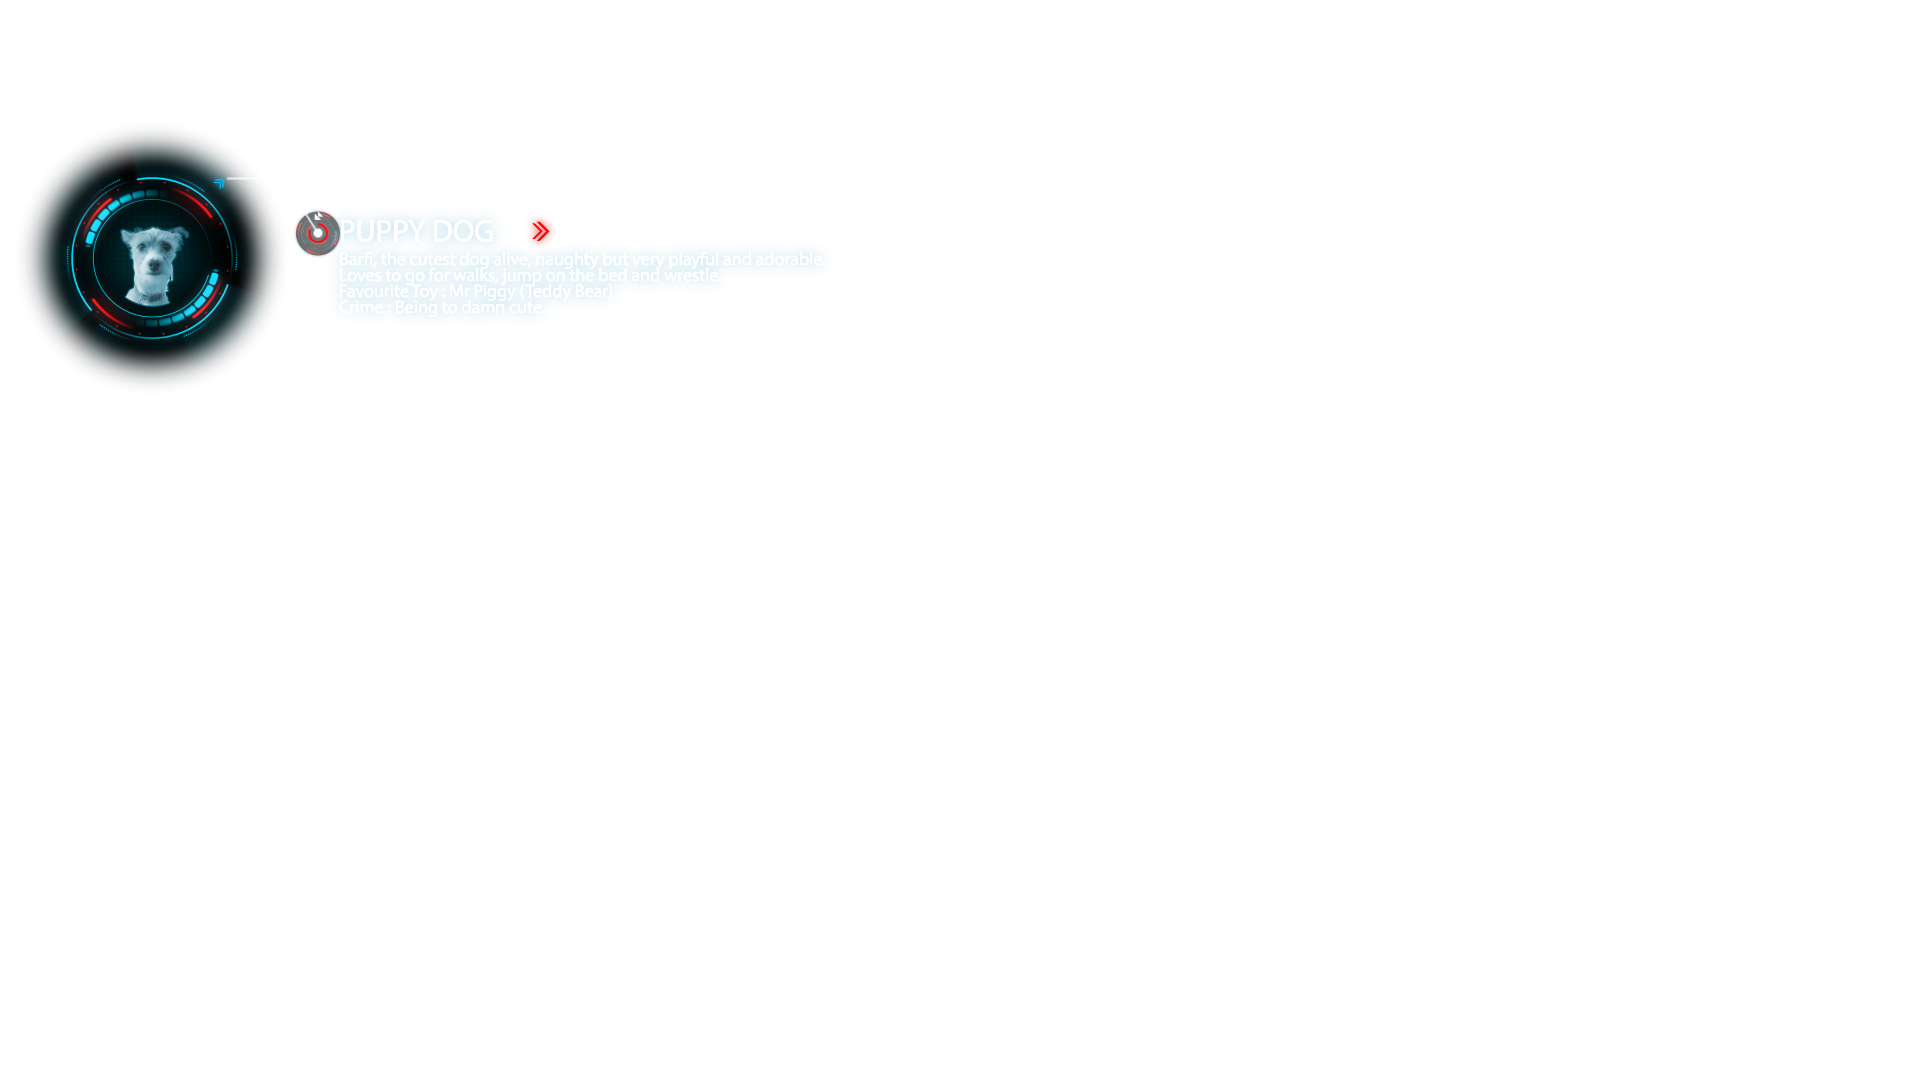 PUPPY DOG
Barfi, the cutest dog alive, naughty but very playful and adorable.
Loves to go for walks, jump on the bed and wrestle.
Favourite Toy : Mr Piggy (Teddy Bear)
Crime : Being to damn cute.